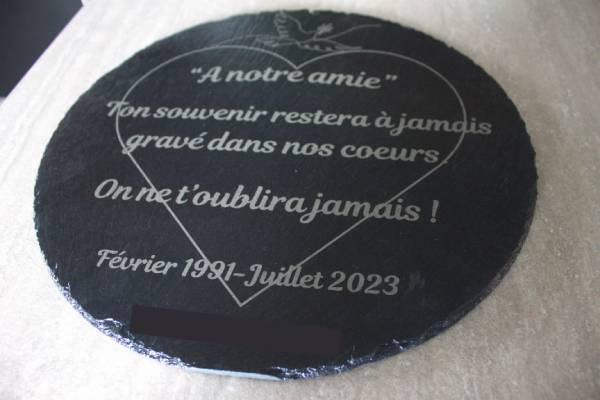 “A notre amie”
Ton souvenir restera à jamais
gravé dans nos coeurs
On ne t'oublira jamais !
Février 1991-Juillet 2023